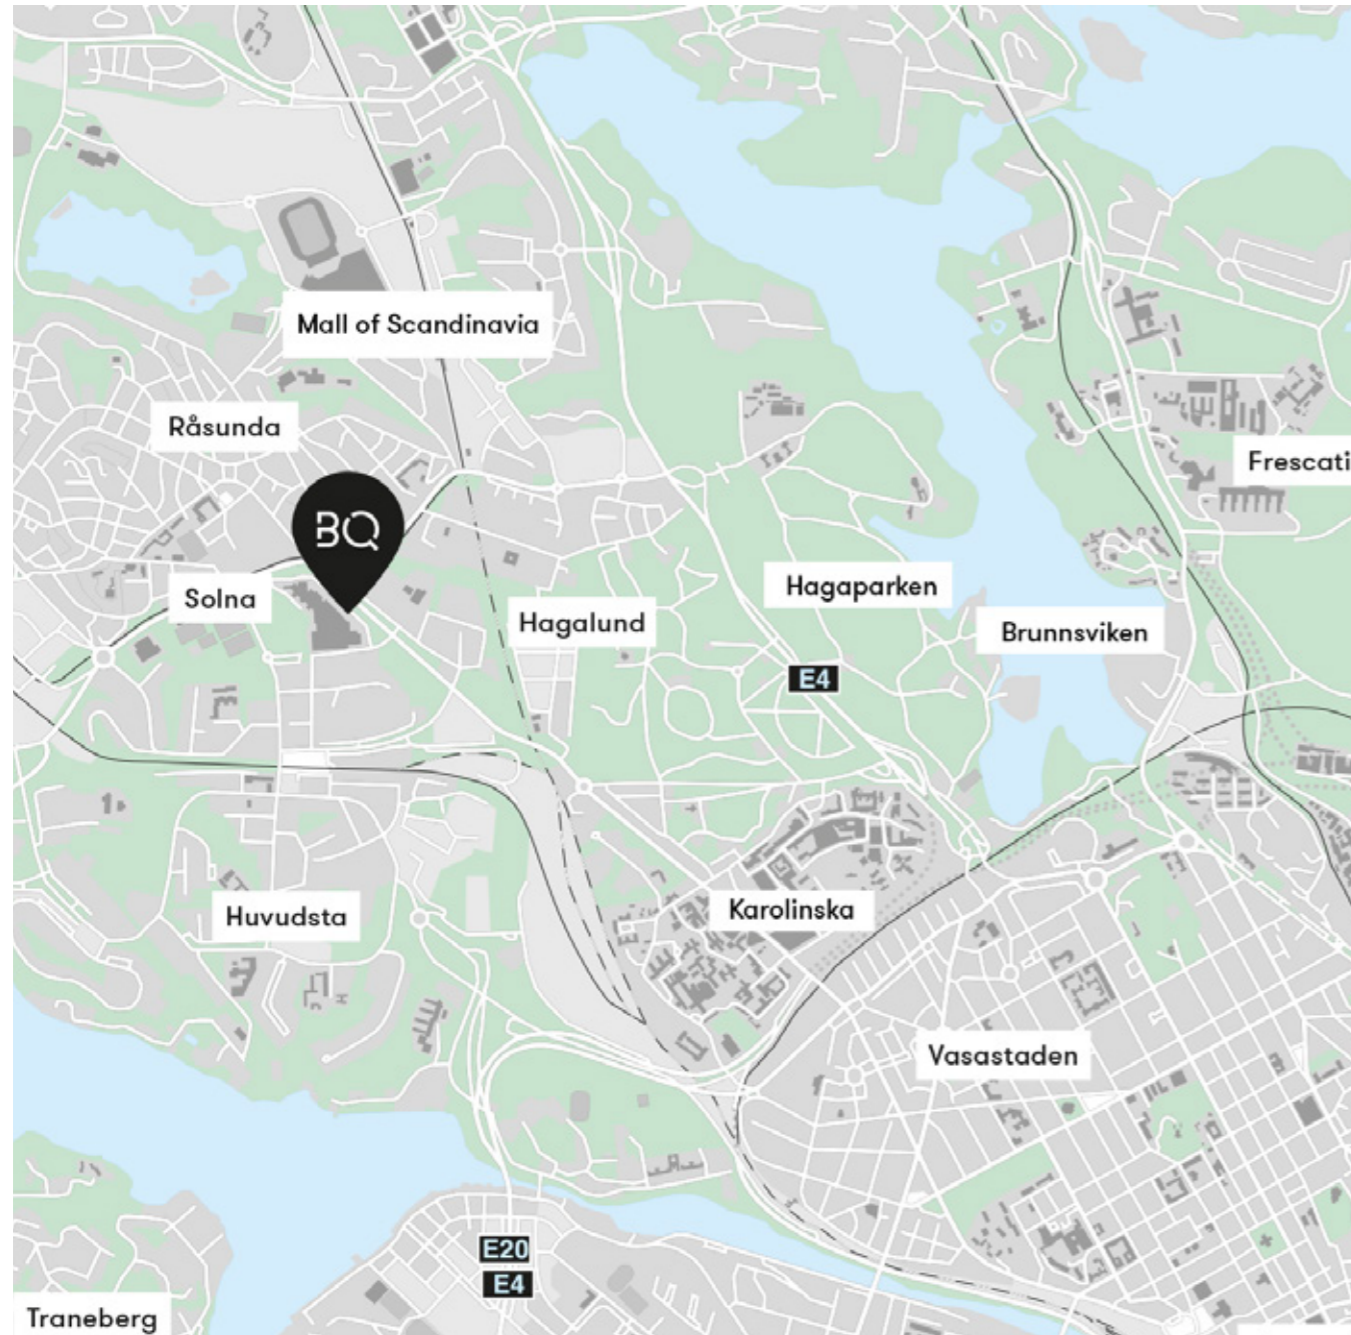 Mall of Scandinavia
Råsunda
Frescati
BQ
Solna
Hagalund
Hagaparken
Brunnsviken
E4
Huvudsta
Karolinska
Vasastaden
E20
E4
Traneberg